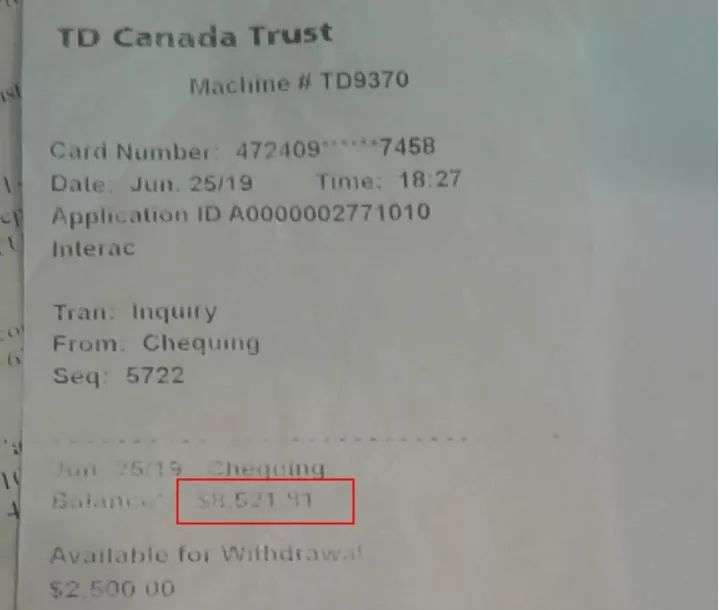 TD Canada Trust
Machine # TD9370
Card Number: 472409******7458
Date: Jun. 25/19 Time: 18:27
Application ID A0000002771010
Interac
Tran: Inquiry
From: Chequing
Seq: 5722
Jun 25/19 Chequing
Balance: $8,521.91
Available for Withdrawal
$2,500.00